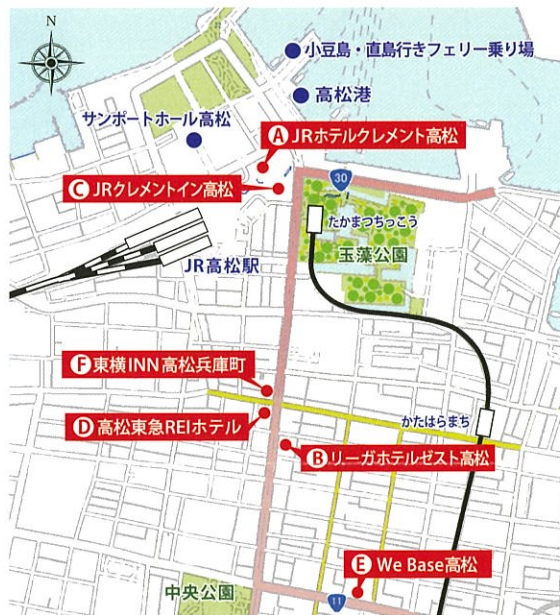 N
小豆島・直島行きフェリー乗り場
高松港
サンポートホール高松
A JRホテルクレメント高松
C JRクレメントイン高松
30
たかまつちっこう
JR高松駅
玉藻公園
F 東横INN高松兵庫町
D 高松東急REIホテル
かたはらまち
B リーガホテルゼスト高松
E We Base高松
中央公園
11